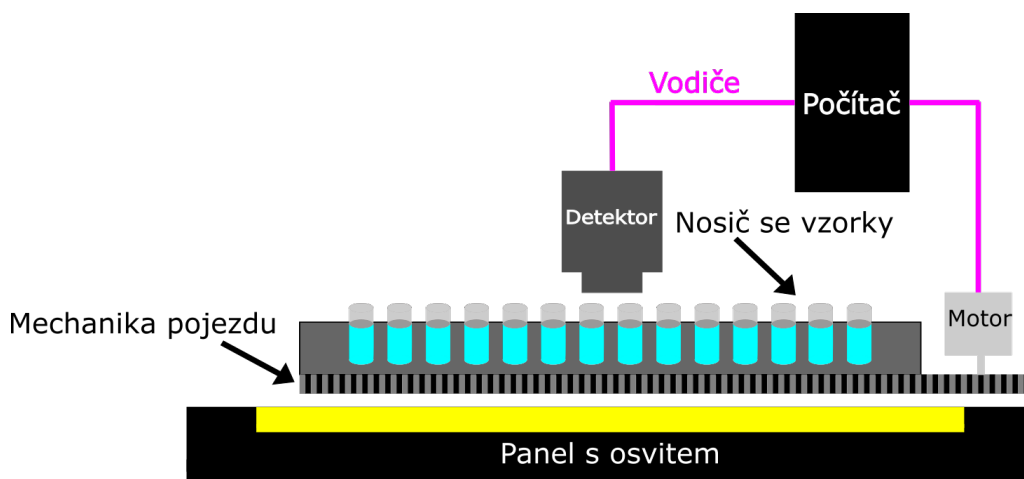 Vodiče
Počítač
Detektor
Nosič se vzorky
Mechanika pojezdu
Motor
Panel s osvitem